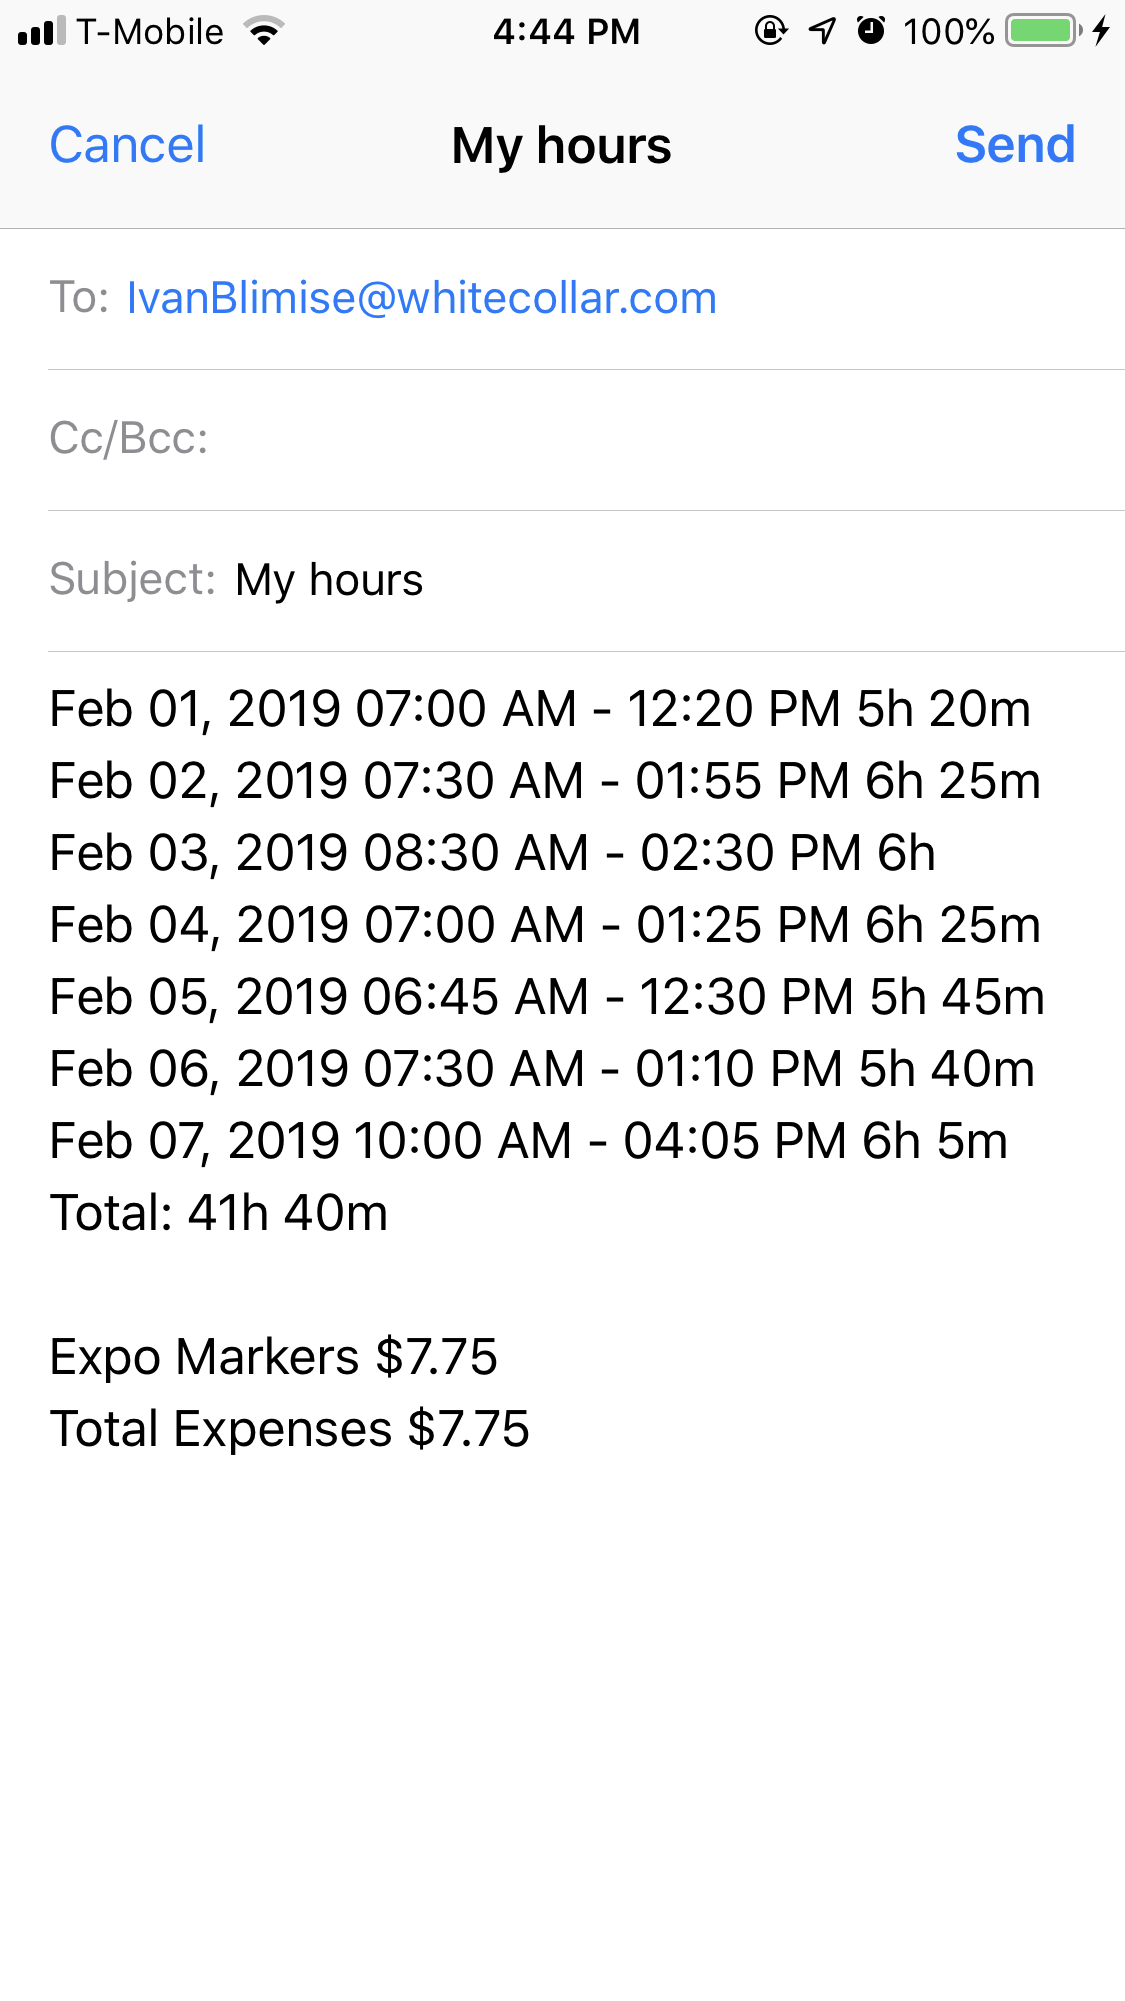 T-Mobile 4:44 PM 100%
Cancel My hours Send
To: IvanBlimise@whitecollar.com
Cc/Bcc:
Subject: My hours
Feb 01, 2019 07:00 AM - 12:20 PM 5h 20m
Feb 02, 2019 07:30 AM - 01:55 PM 6h 25m
Feb 03, 2019 08:30 AM - 02:30 PM 6h
Feb 04, 2019 07:00 AM - 01:25 PM 6h 25m
Feb 05, 2019 06:45 AM - 12:30 PM 5h 45m
Feb 06, 2019 07:30 AM - 01:10 PM 5h 40m
Feb 07, 2019 10:00 AM - 04:05 PM 6h 5m
Total: 41h 40m
Expo Markers $7.75
Total Expenses $7.75